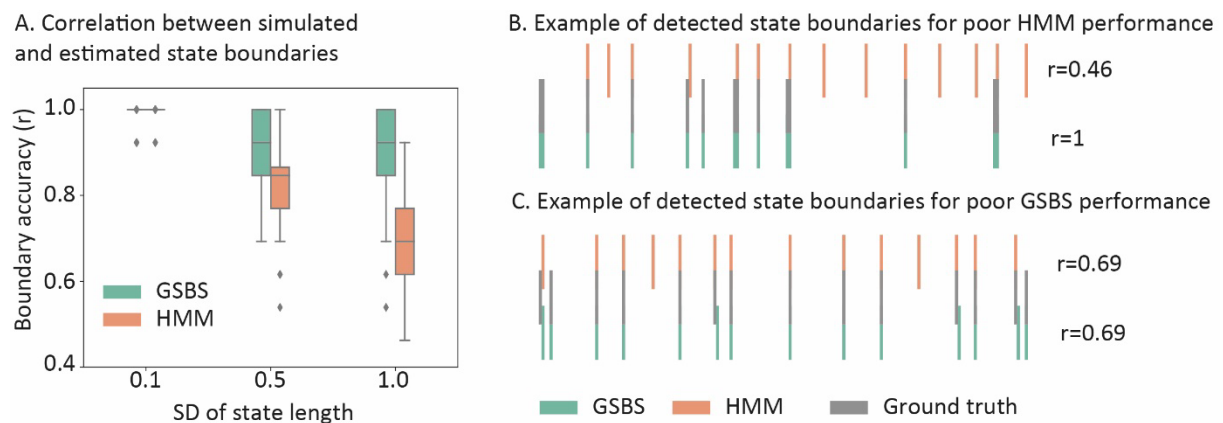 A. Correlation between simulated
and estimated state boundaries
Boundary accuracy (r)
1.0
0.8
0.6
0.4
GSBS
HMM
0.1
0.5
1.0
SD of state length
B. Example of detected state boundaries for poor HMM performance
r=0.46
r=1
C. Example of detected state boundaries for poor GSBS performance
r=0.69
r=0.69
GSBS
HMM
Ground truth